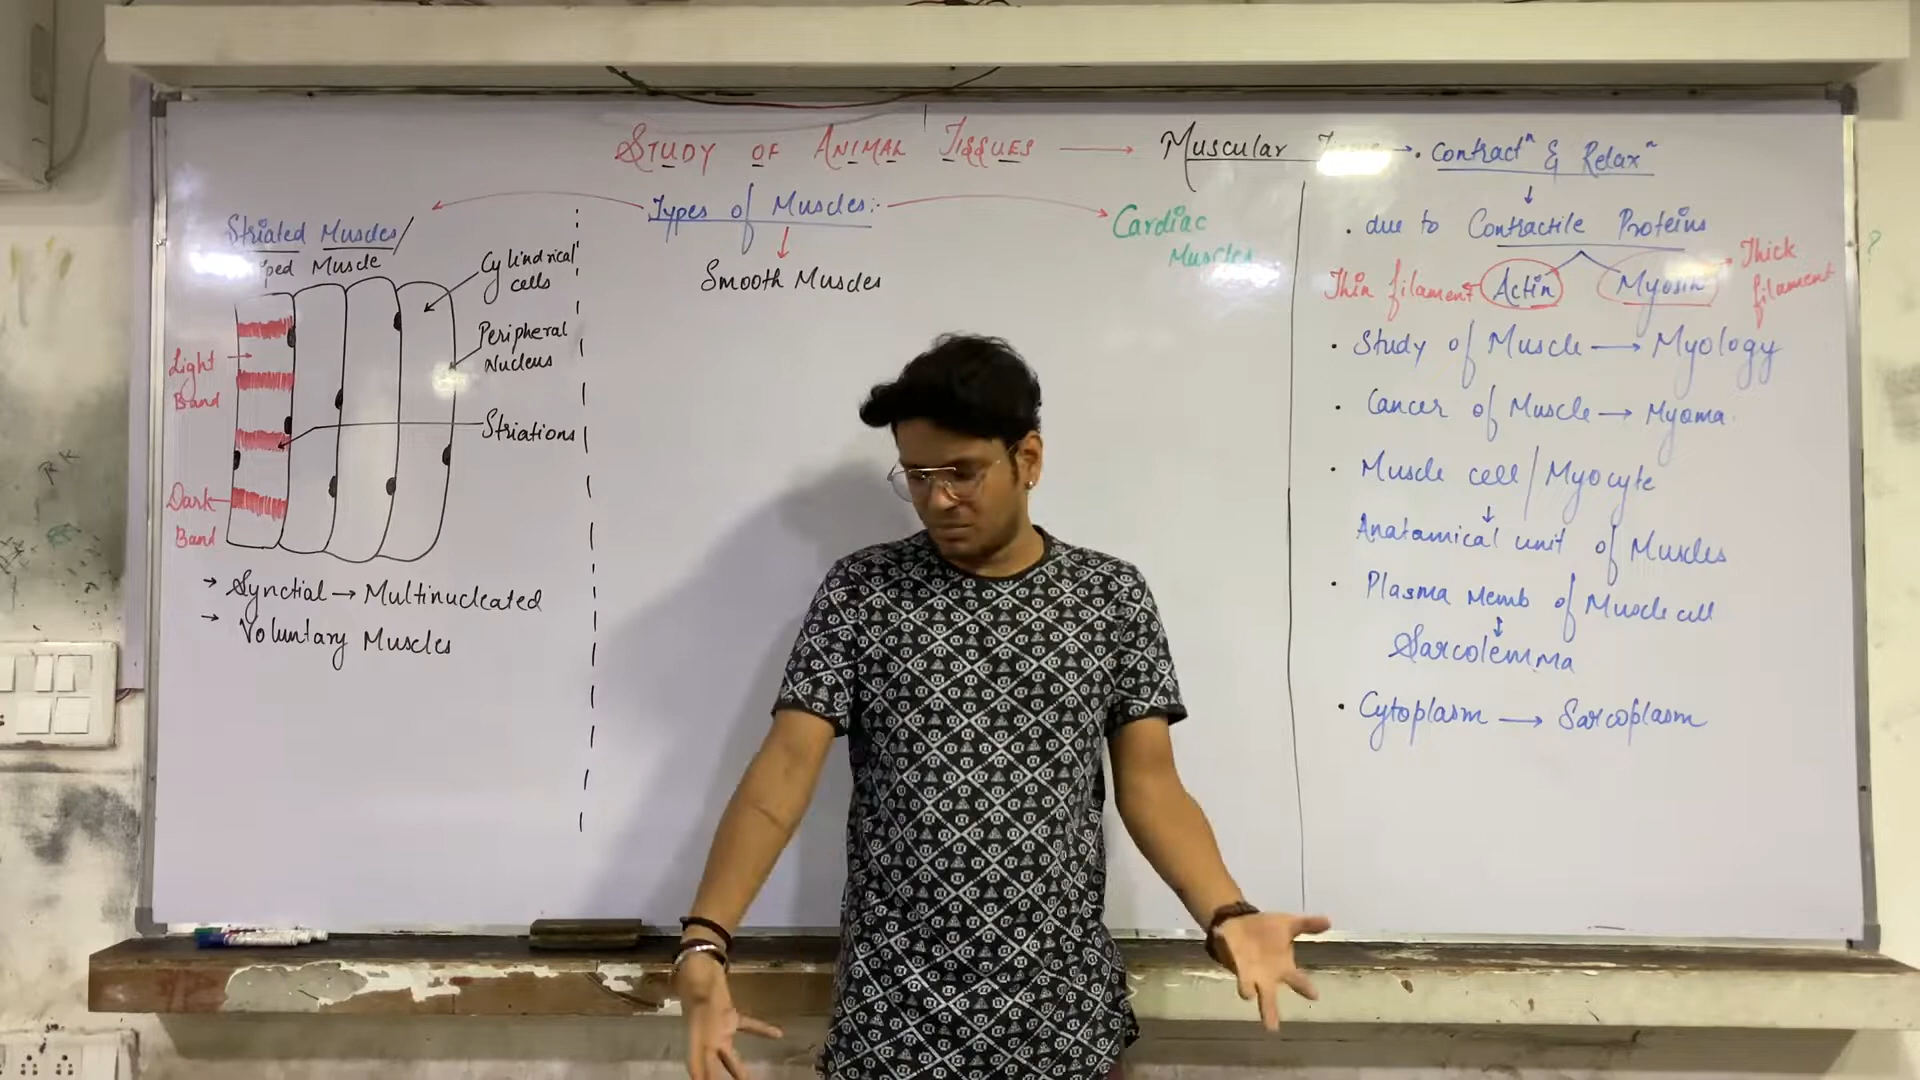 STUDY OF ANIMAL TISSUES → Muscular → . Contractⁿ & Relaxⁿ
↓
. due to Contractile Proteins
Thin filament ← Actin Myosin → Thick filament
. Study of Muscle → Myology
. Cancer of Muscle → Myoma
. Muscle cell / Myocyte
↓
Anatamical unit of Muscles
. Plasma Memb of Muscle cell
↕
Sarcolemma
. Cytoplasm → Sarcoplasm
Types of Muscles:
Striated Muscles /
Muscle
Smooth Muscles
Cardiac
Muscles
Cylindrical
cells
Peripheral
Nucleus
Striations
Light
Band
Dark
Band
→ Synctial → Multinucleated
→ Voluntary Muscles